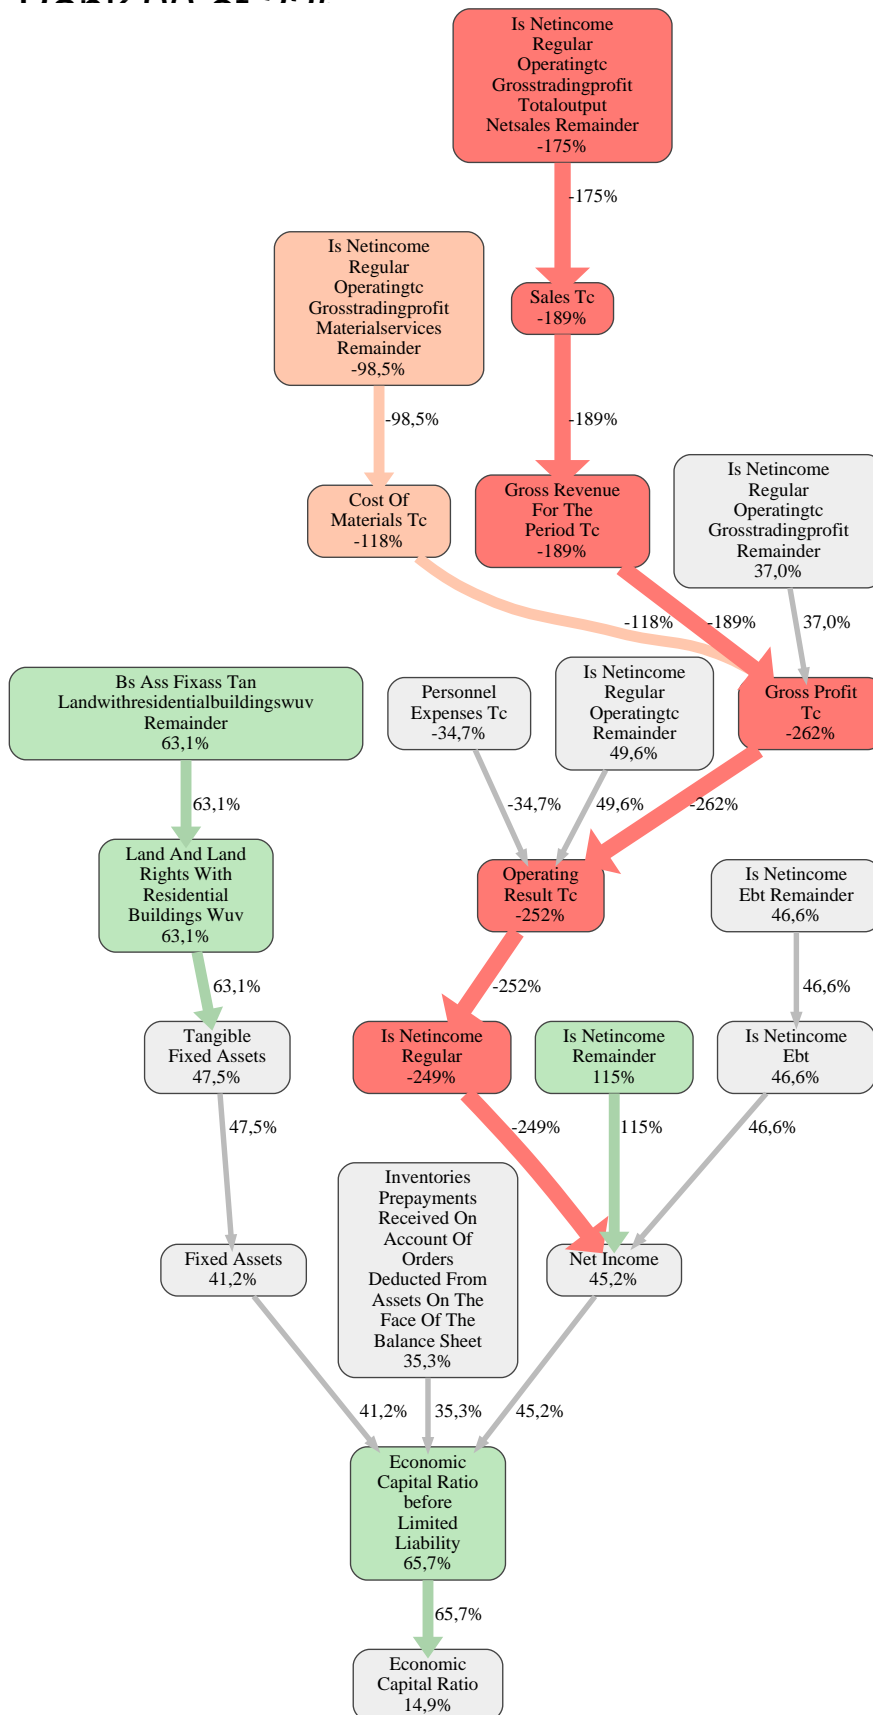 Is Netincome
Regular
Operatingtc
Grosstradingprofit
Totaloutput
Netsales Remainder
-175%
-175%
Is Netincome
Regular
Operatingtc
Grosstradingprofit
Materialservices
Remainder
-98,5%
Sales Tc
-189%
-98,5%
-189%
Is Netincome
Regular
Operatingtc
Grosstradingprofit
Remainder
37,0%
Cost Of
Materials Tc
-118%
Gross Revenue
For The
Period Tc
-189%
-118%
-189%
37,0%
Bs Ass Fixass Tan
Landwithresidentialbuildingswuv
Remainder
63,1%
Personnel
Expenses Tc
-34,7%
Is Netincome
Regular
Operatingtc
Remainder
49,6%
Gross Profit
Tc
-262%
63,1%
-34,7%
49,6%
-262%
Land And Land
Rights With
Residential
Buildings Wuv
63,1%
Operating
Result Tc
-252%
Is Netincome
Ebt Remainder
46,6%
63,1%
-252%
46,6%
Tangible
Fixed Assets
47,5%
Is Netincome
Regular
-249%
Is Netincome
Remainder
115%
Is Netincome
Ebt
46,6%
47,5%
-249%
115%
46,6%
Inventories
Prepayments
Received On
Account Of
Orders
Deducted From
Assets On The
Face Of The
Balance Sheet
35,3%
Fixed Assets
41,2%
Net Income
45,2%
41,2%
35,3%
45,2%
Economic
Capital Ratio
before
Limited
Liability
65,7%
65,7%
Economic
Capital Ratio
14,9%